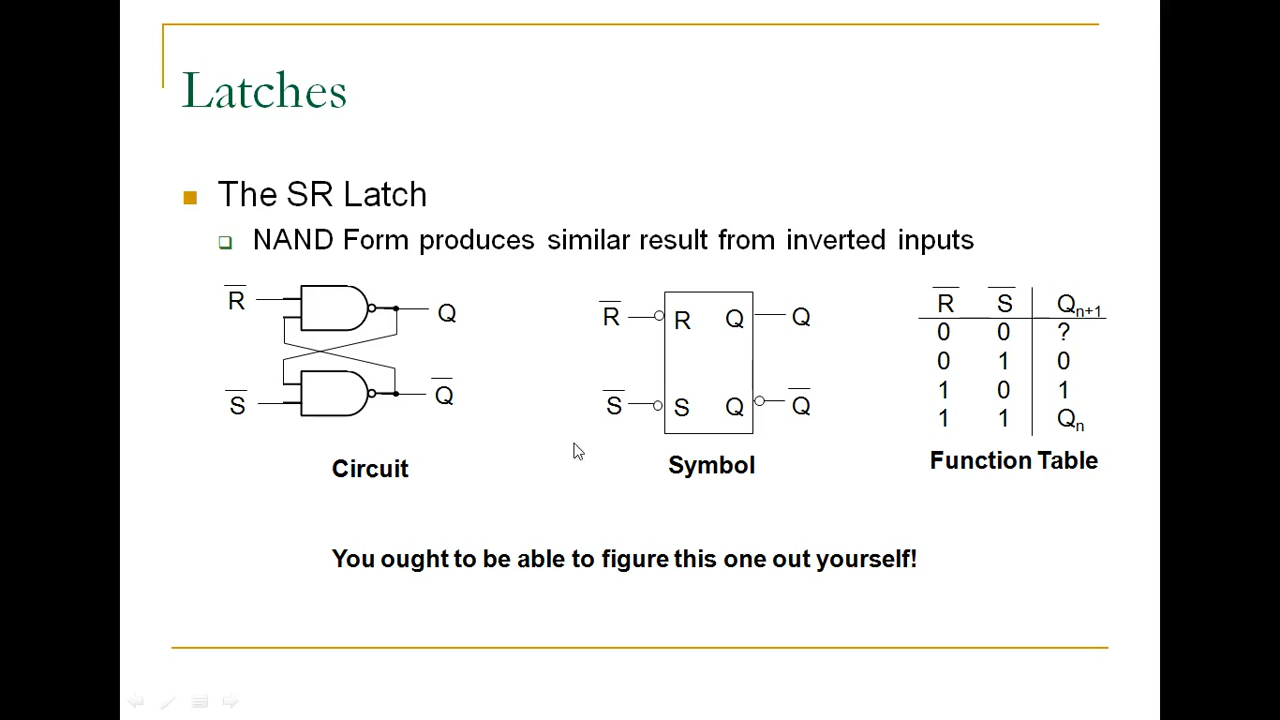 Latches
The SR Latch
NAND Form produces similar result from inverted inputs
R̅ Q
S̅ Q̅
Circuit
R̅ R Q Q
S̅ S Q Q̅
Symbol
R̅ S̅ Qn+1
0 0 ?
0 1 0
1 0 1
1 1 Qn
Function Table
You ought to be able to figure this one out yourself!